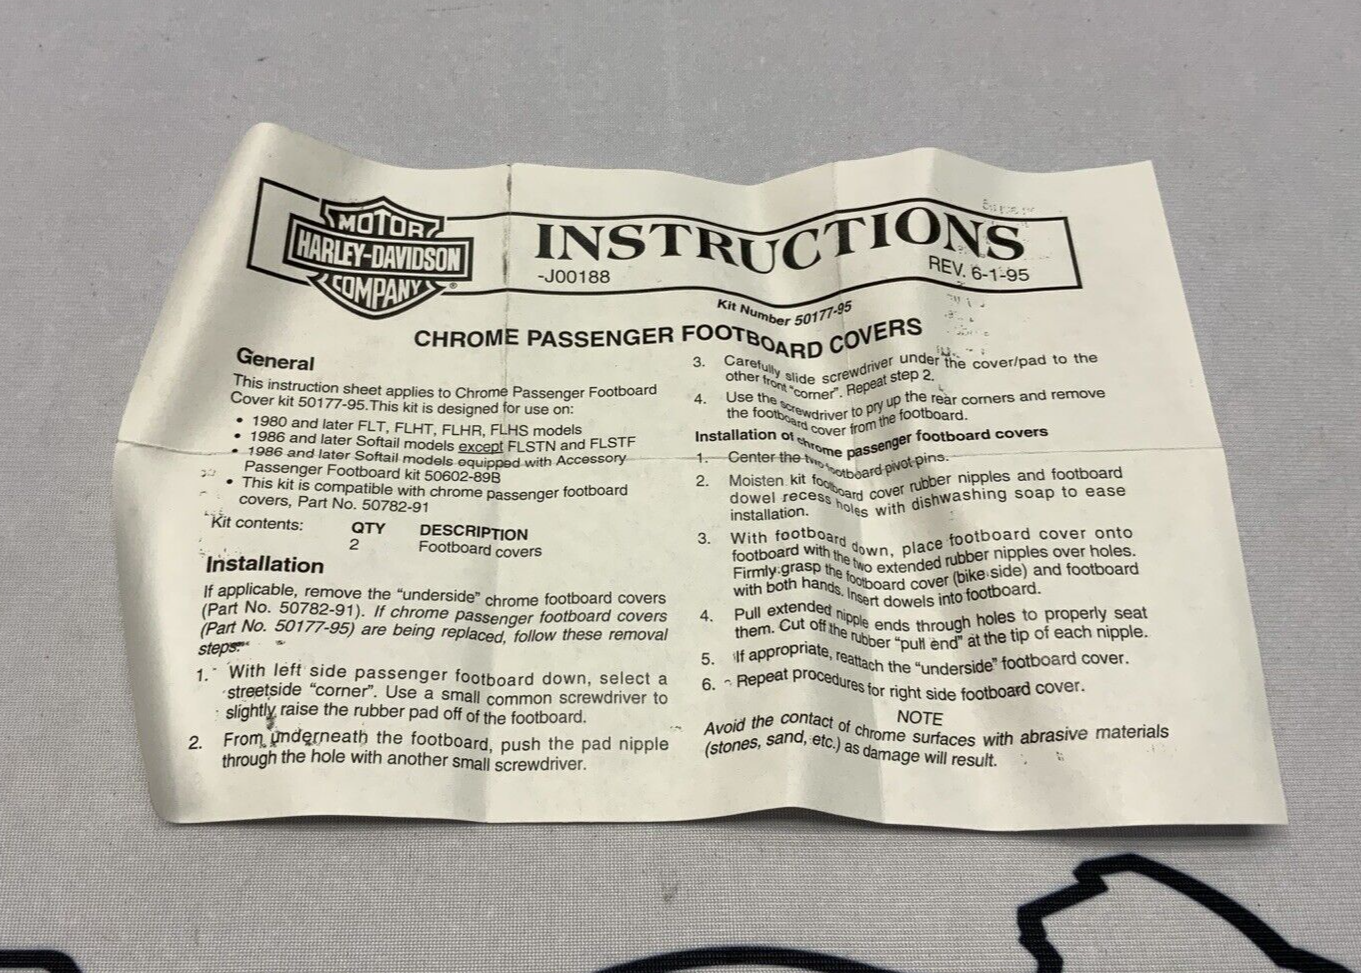 MOTOR
HARLEY-DAVIDSON
COMPANY
®
INSTRUCTIONS
-J00188
REV. 6-1-95
Kit Number 50177-95
CHROME PASSENGER FOOTBOARD COVERS
General
This instruction sheet applies to Chrome Passenger Footboard
Cover kit 50177-95.This kit is designed for use on:
• 1980 and later FLT, FLHT, FLHR, FLHS models
• 1986 and later Softail models except FLSTN and FLSTF
• 1986 and later Softail models equipped with Accessory
Passenger Footboard kit 50602-89B
• This kit is compatible with chrome passenger footboard
covers, Part No. 50782-91
Kit contents: QTY DESCRIPTION
2 Footboard covers
Installation
If applicable, remove the “underside” chrome footboard covers
(Part No. 50782-91). If chrome passenger footboard covers
(Part No. 50177-95) are being replaced, follow these removal
steps:
1. With left side passenger footboard down, select a
streetside “corner”. Use a small common screwdriver to
slightly raise the rubber pad off of the footboard.
2. From underneath the footboard, push the pad nipple
through the hole with another small screwdriver.
3. Carefully slide screwdriver under the cover/pad to the
other front “corner”. Repeat step 2.
4. Use the screwdriver to pry up the rear corners and remove
the footboard cover from the footboard.
Installation of chrome passenger footboard covers
1. Center the two footboard pivot pins.
2. Moisten kit footboard cover rubber nipples and footboard
dowel recess holes with dishwashing soap to ease
installation.
3. With footboard down, place footboard cover onto
footboard with the two extended rubber nipples over holes.
Firmly grasp the footboard cover (bike side) and footboard
with both hands. Insert dowels into footboard.
4. Pull extended nipple ends through holes to properly seat
them. Cut off the rubber “pull end” at the tip of each nipple.
5. If appropriate, reattach the “underside” footboard cover.
6. Repeat procedures for right side footboard cover.
NOTE
Avoid the contact of chrome surfaces with abrasive materials
(stones, sand, etc.) as damage will result.